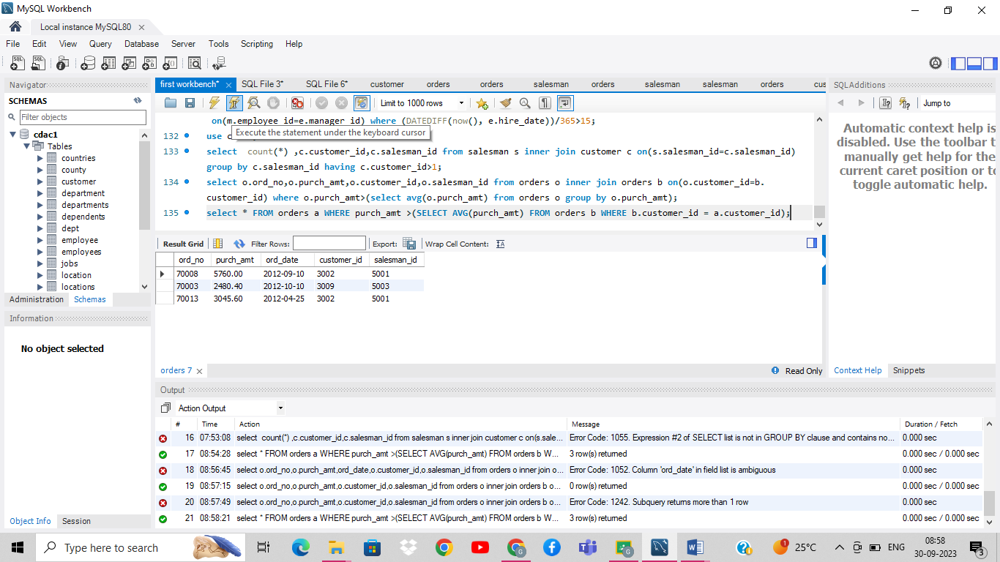 MySQL Workbench
Local instance MySQL80
File Edit View Query Database Server Tools Scripting Help
Navigator
SCHEMAS
Filter objects
cdac1
Tables
countries
county
customer
department
departments
dependents
dept
employee
employees
jobs
location
locations
Administration Schemas
Information
No object selected
Object Info Session
first workbench* SQL File 3* SQL File 6* customer orders orders salesman orders salesman salesman orders
Limit to 1000 rows
on(m.employee_id=e.manager_id) where (DATEDIFF(now(), e.hire_date))/365>15;
Execute the statement under the keyboard cursor
132 use
133 select count(*) ,c.customer_id,c.salesman_id from salesman s inner join customer c on(s.salesman_id=c.salesman_id)
group by c.salesman_id having c.customer_id>1;
134 select o.ord_no,o.purch_amt,o.customer_id,o.salesman_id from orders o inner join orders b on(o.customer_id=b.
customer_id) where o.purch_amt>(select avg(o.purch_amt) from orders o group by o.purch_amt);
135 select * FROM orders a WHERE purch_amt >(SELECT AVG(purch_amt) FROM orders b WHERE b.customer_id = a.customer_id);
Result Grid Filter Rows: Export: Wrap Cell Content:
ord_no purch_amt ord_date customer_id salesman_id
70008 5760.00 2012-09-10 3002 5001
70003 2480.40 2012-10-10 3009 5003
70013 3045.60 2012-04-25 3002 5001
orders 7 Read Only
SQLAdditions
Jump to
Automatic context help is
disabled. Use the toolbar
manually get help for the
current caret position or
toggle automatic help.
Context Help Snippets
Output
Action Output
# Time Action Message Duration / Fetch
16 07:53:08 select count(*) ,c.customer_id,c.salesman_id from salesman s inner join customer c on(s.sale... Error Code: 1055. Expression #2 of SELECT list is not in GROUP BY clause and contains no... 0.000 sec
17 08:54:28 select * FROM orders a WHERE purch_amt >(SELECT AVG(purch_amt) FROM orders b W... 3 row(s) returned 0.000 sec / 0.000 sec
18 08:56:45 select o.ord_no,o.purch_amt,ord_date,o.customer_id,o.salesman_id from orders o inner join o... Error Code: 1052. Column 'ord_date' in field list is ambiguous 0.000 sec
19 08:57:15 select o.ord_no,o.purch_amt,o.customer_id,o.salesman_id from orders o inner join orders b o... 0 row(s) returned 0.000 sec / 0.000 sec
20 08:57:49 select o.ord_no,o.purch_amt,o.customer_id,o.salesman_id from orders o inner join orders b o... Error Code: 1242. Subquery returns more than 1 row 0.000 sec
21 08:58:21 select * FROM orders a WHERE purch_amt >(SELECT AVG(purch_amt) FROM orders b W... 3 row(s) returned 0.000 sec / 0.000 sec
Type here to search
25°C ENG
08:58
30-09-2023